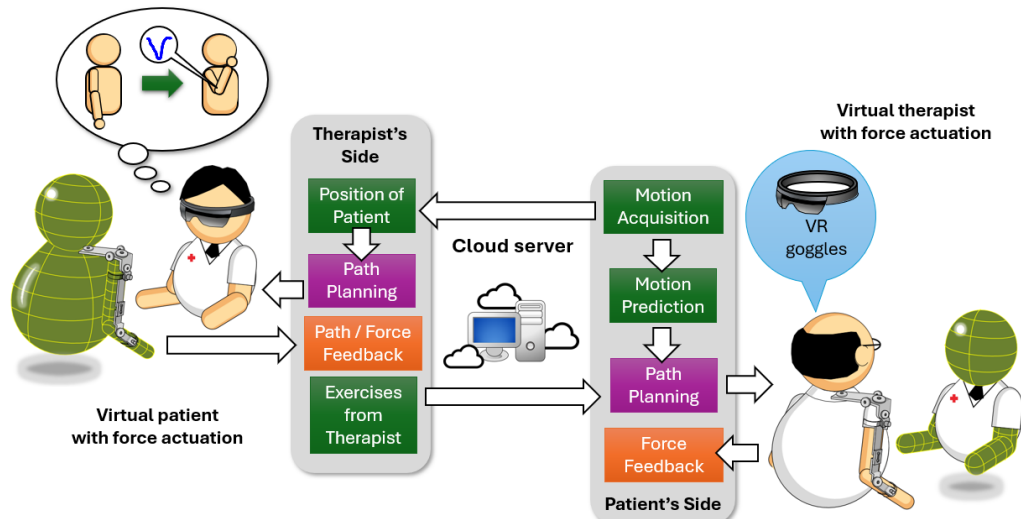 Therapist's
Side
Position of
Patient
Path
Planning
Path / Force
Feedback
Exercises
from
Therapist
Virtual patient
with force actuation
Cloud server
Motion
Acquisition
Motion
Prediction
Path
Planning
Force
Feedback
Patient's Side
Virtual therapist
with force actuation
VR
goggles